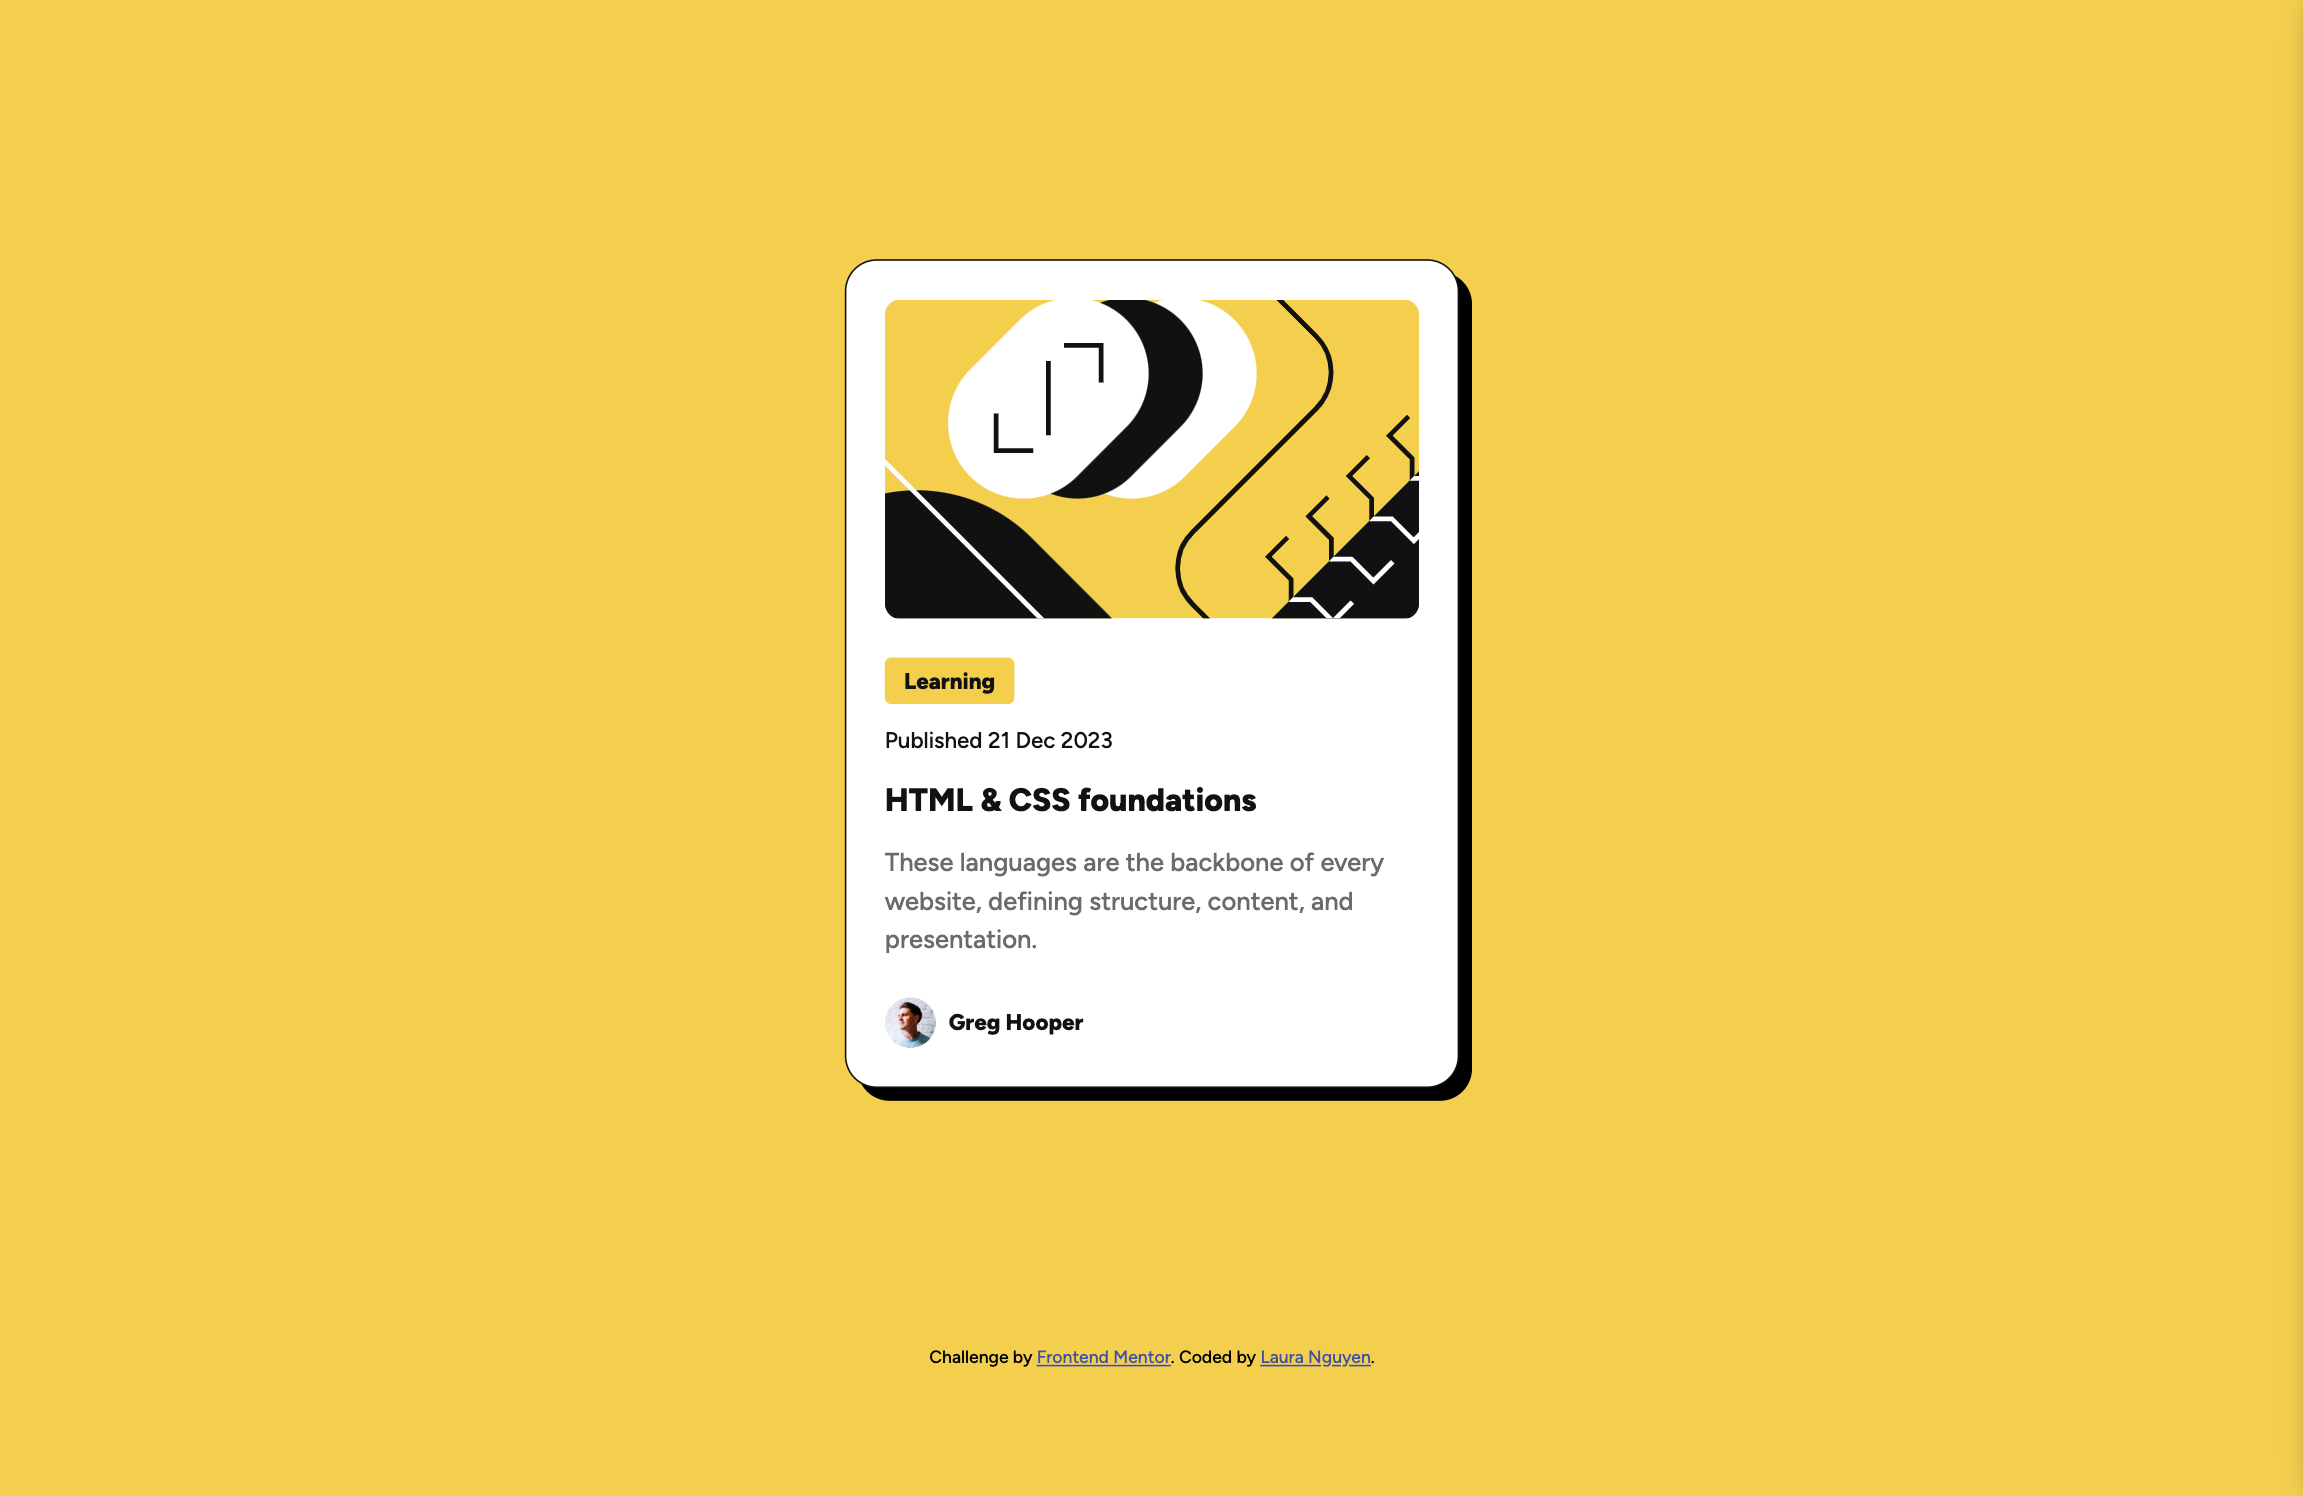 Learning
Published 21 Dec 2023
HTML & CSS foundations
These languages are the backbone of every
website, defining structure, content, and
presentation.
Greg Hooper
Challenge by Frontend Mentor. Coded by Laura Nguyen.